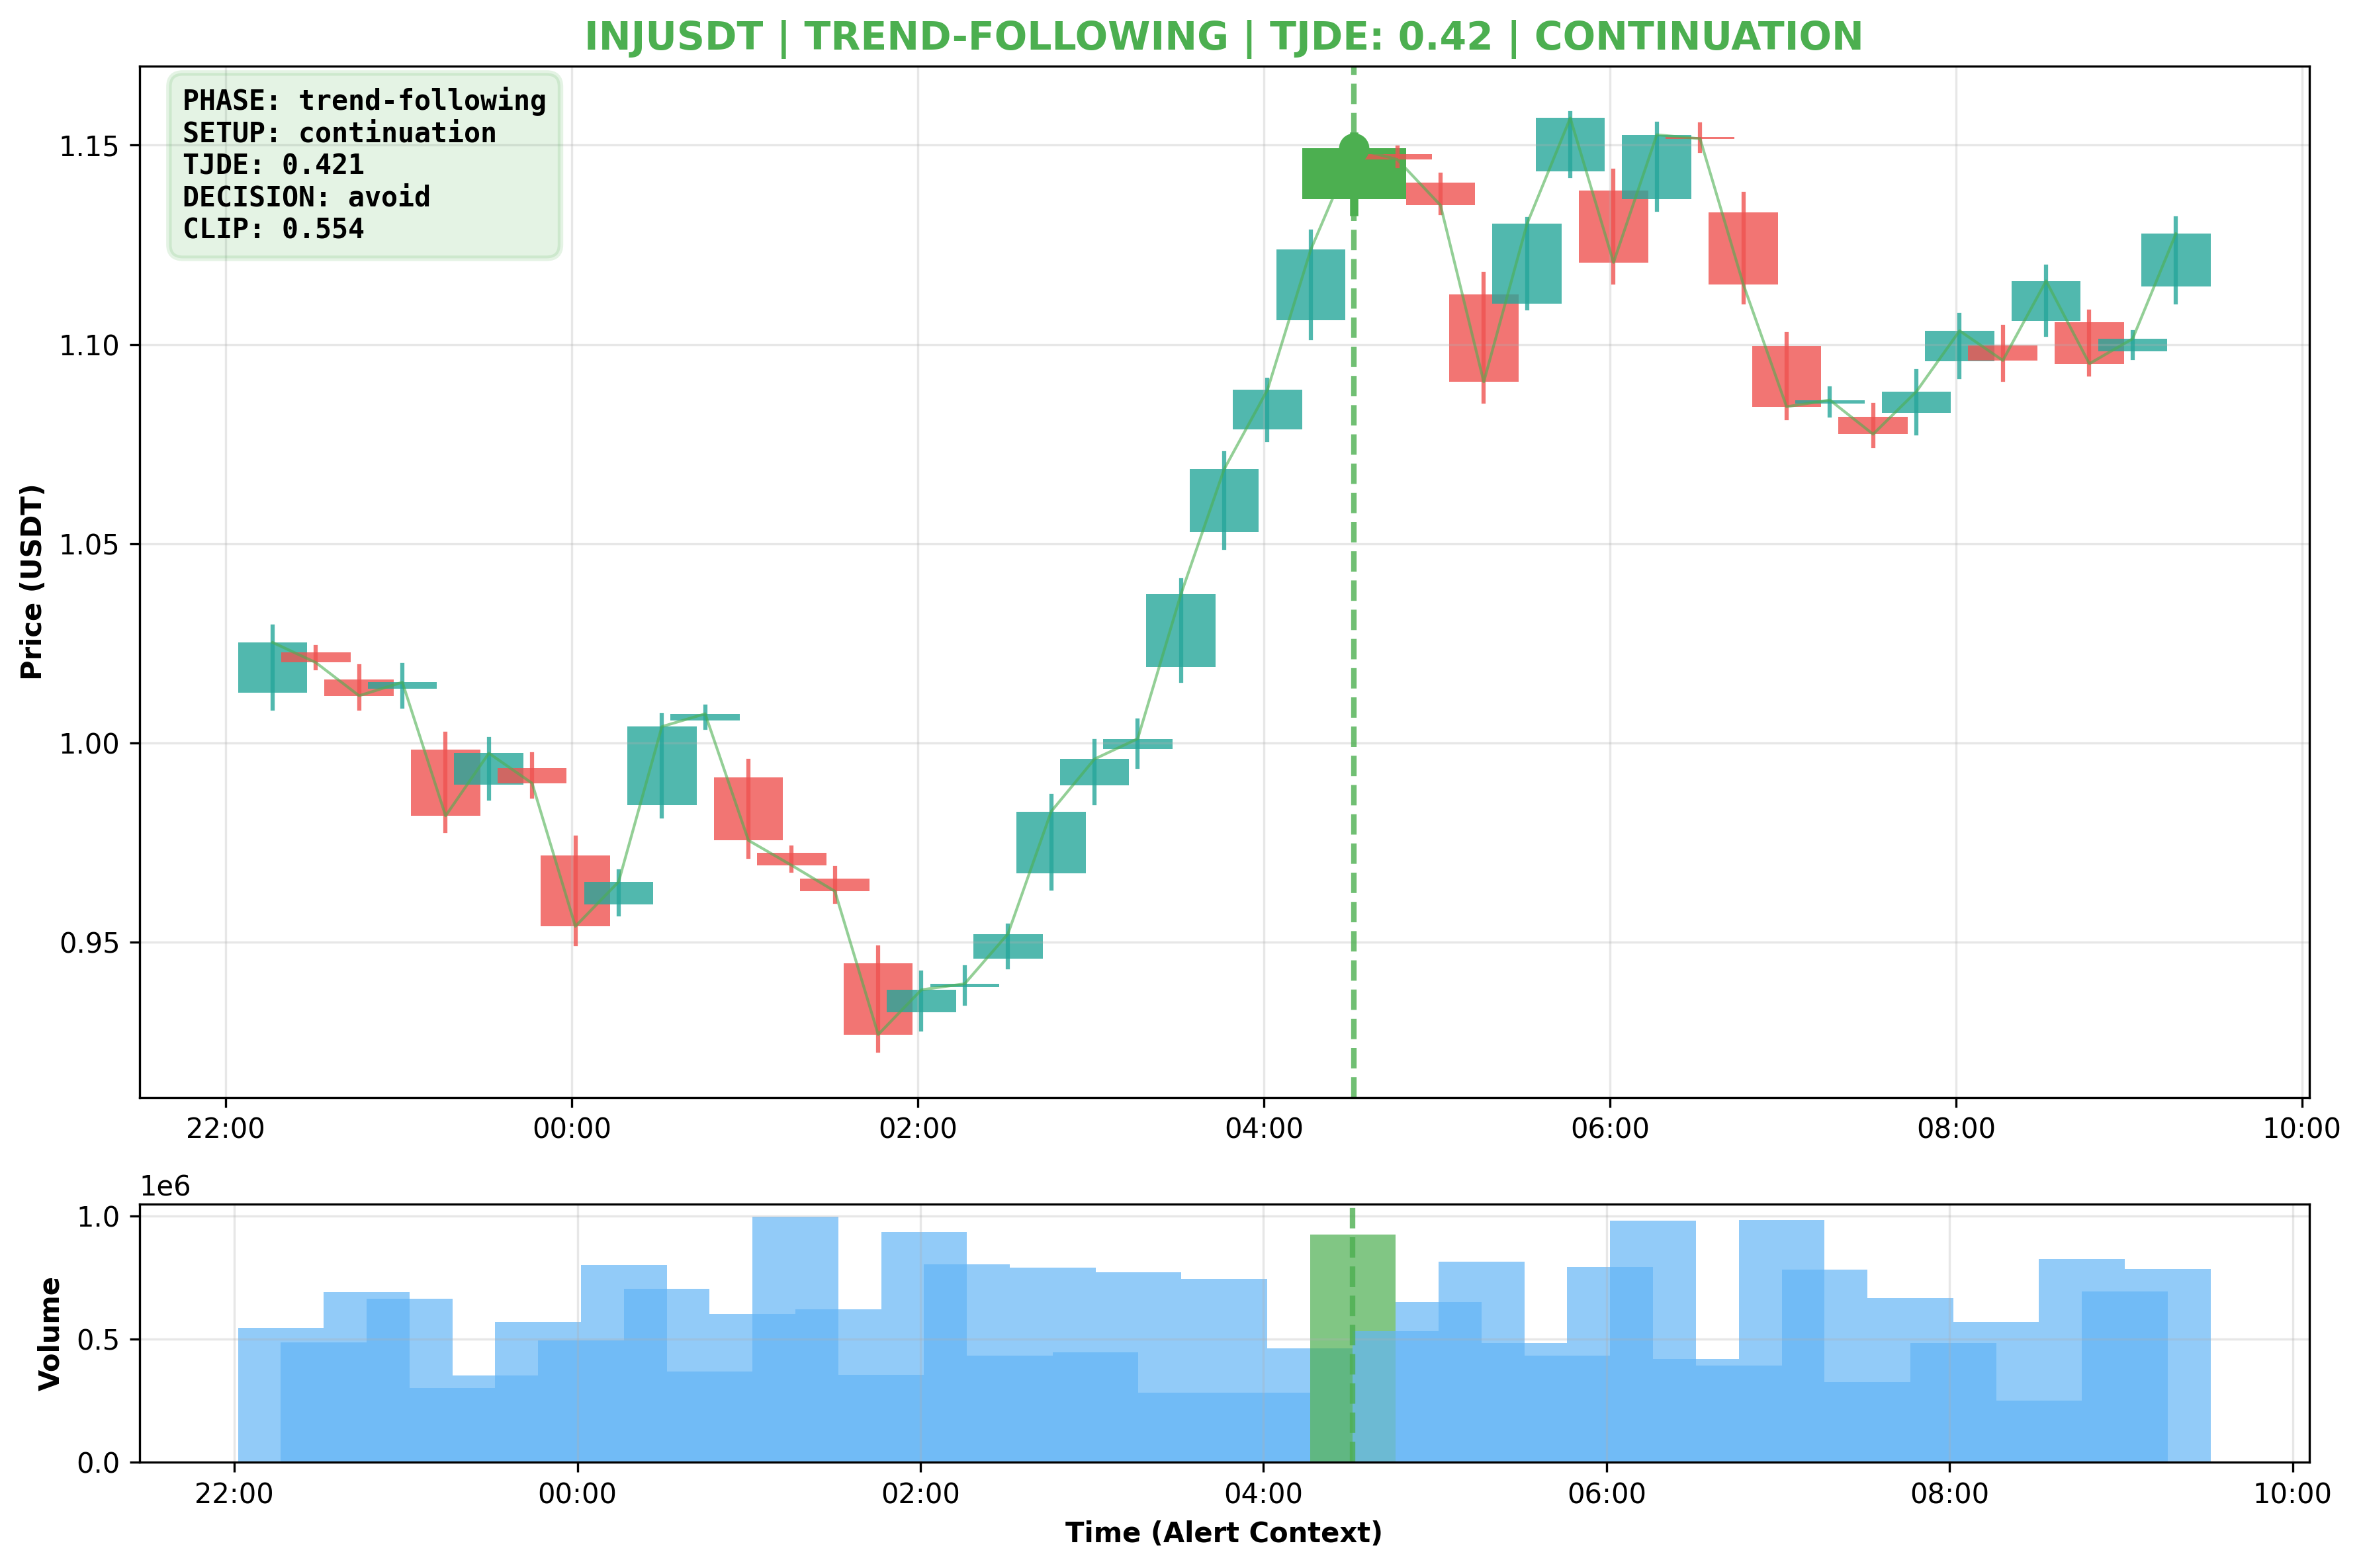 INJUSDT | TREND-FOLLOWING | TJDE: 0.42 | CONTINUATION
PHASE: trend-following
SETUP: continuation
TJDE: 0.421
DECISION: avoid
CLIP: 0.554
Price (USDT)
1.15
1.10
1.05
1.00
0.95
22:00 00:00 02:00 04:00 06:00 08:00 10:00
1e6
Volume
1.0
0.5
0.0
22:00 00:00 02:00 04:00 06:00 08:00 10:00
Time (Alert Context)